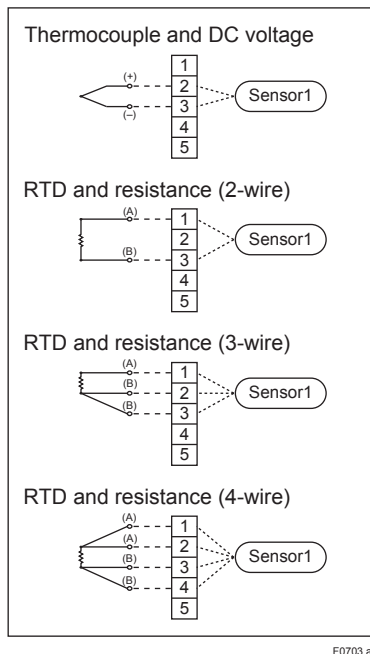 Thermocouple and DC voltage
1
(+)
2
Sensor1
3
(–)
4
5
RTD and resistance (2-wire)
(A)
1
2
Sensor1
(B)
3
4
5
RTD and resistance (3-wire)
(A)
1
(B)
2
Sensor1
(B)
3
4
5
RTD and resistance (4-wire)
(A)
1
(A)
2
Sensor1
(B)
3
(B)
4
5
F0703.ai